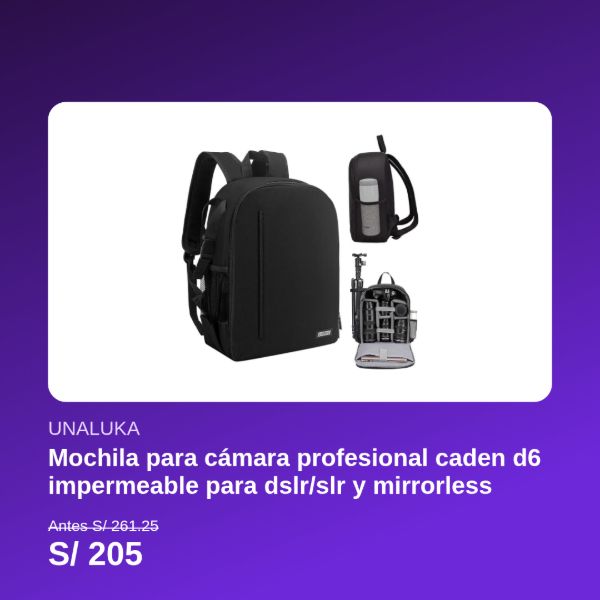 UNALUKA
Mochila para cámara profesional caden d6
impermeable para dslr/slr y mirrorless
Antes S/ 261.25
S/ 205